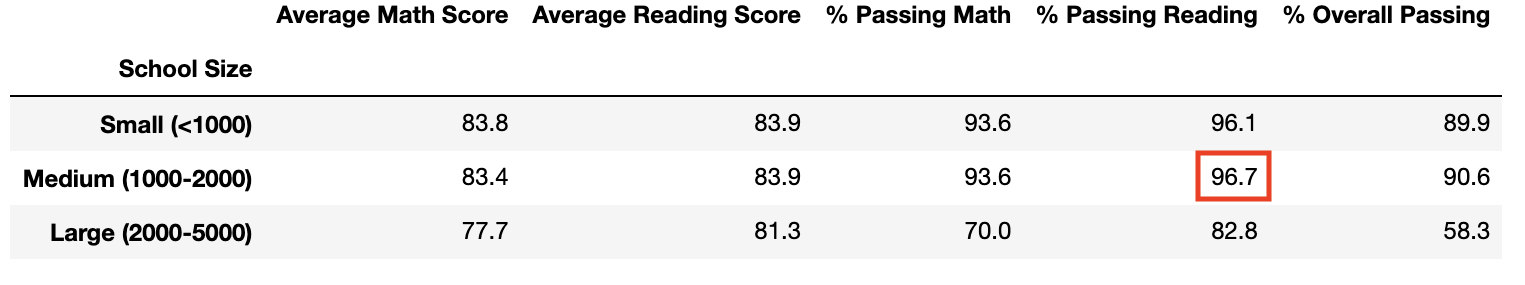 Average Math Score Average Reading Score % Passing Math % Passing Reading % Overall Passing
School Size
Small (<1000) 83.8 83.9 93.6 96.1 89.9
Medium (1000-2000) 83.4 83.9 93.6 96.7 90.6
Large (2000-5000) 77.7 81.3 70.0 82.8 58.3